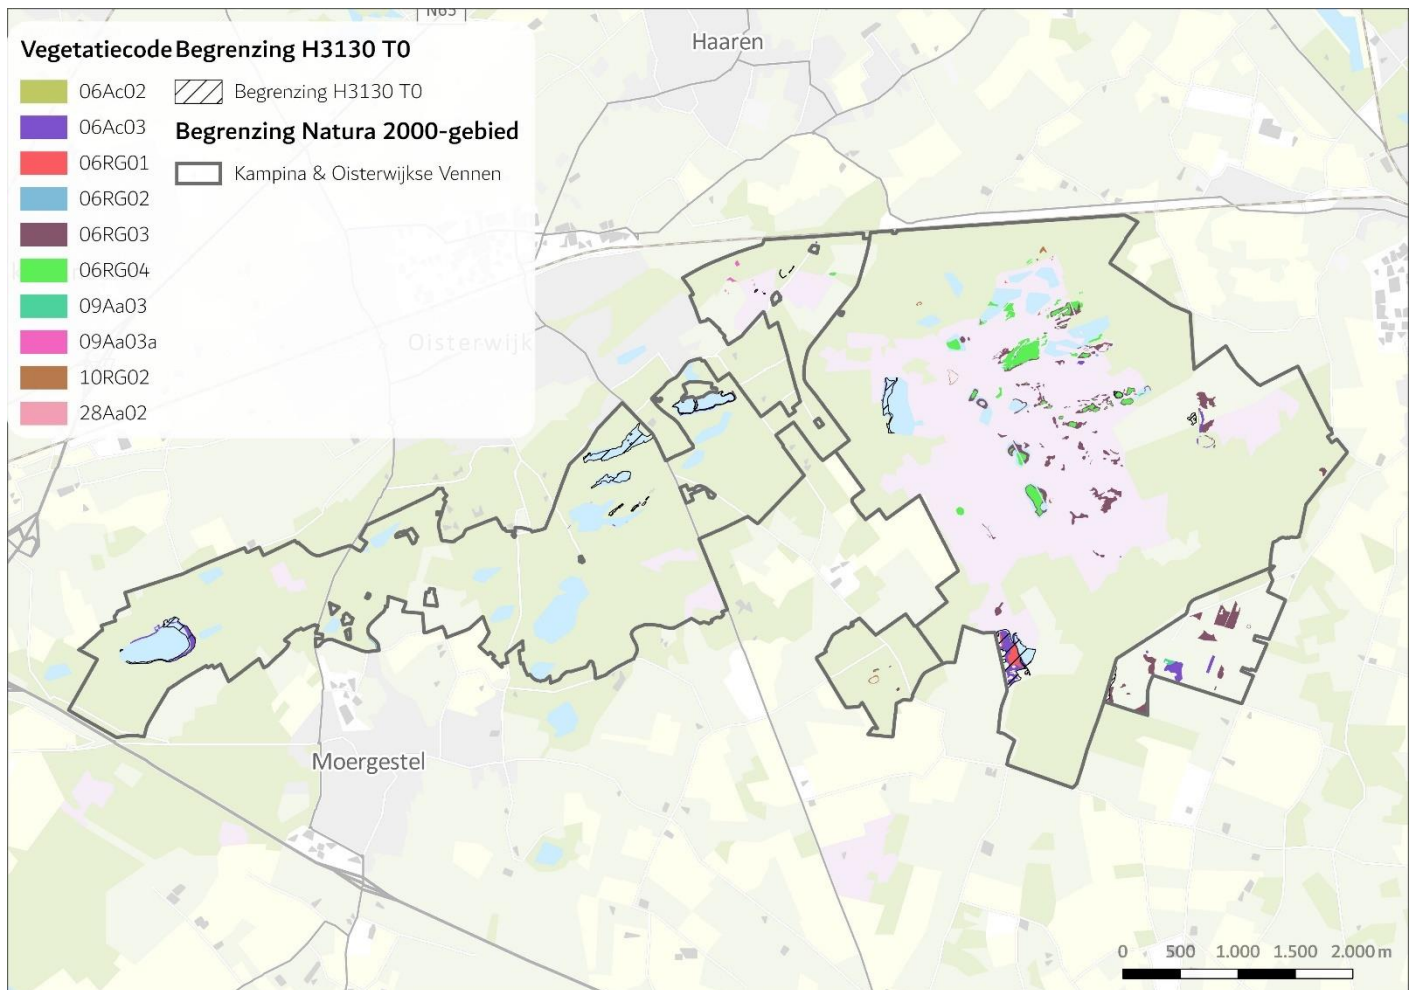 N65
Haaren
Vegetatiecode
06Ac02
06Ac03
06RG01
06RG02
06RG03
06RG04
09Aa03
09Aa03a
10RG02
28Aa02
Begrenzing H3130 T0
Begrenzing H3130 T0
Begrenzing Natura 2000-gebied
Kampina & Oisterwijkse Vennen
Oisterwijk
Moergestel
0 500 1.000 1.500 2.000 m